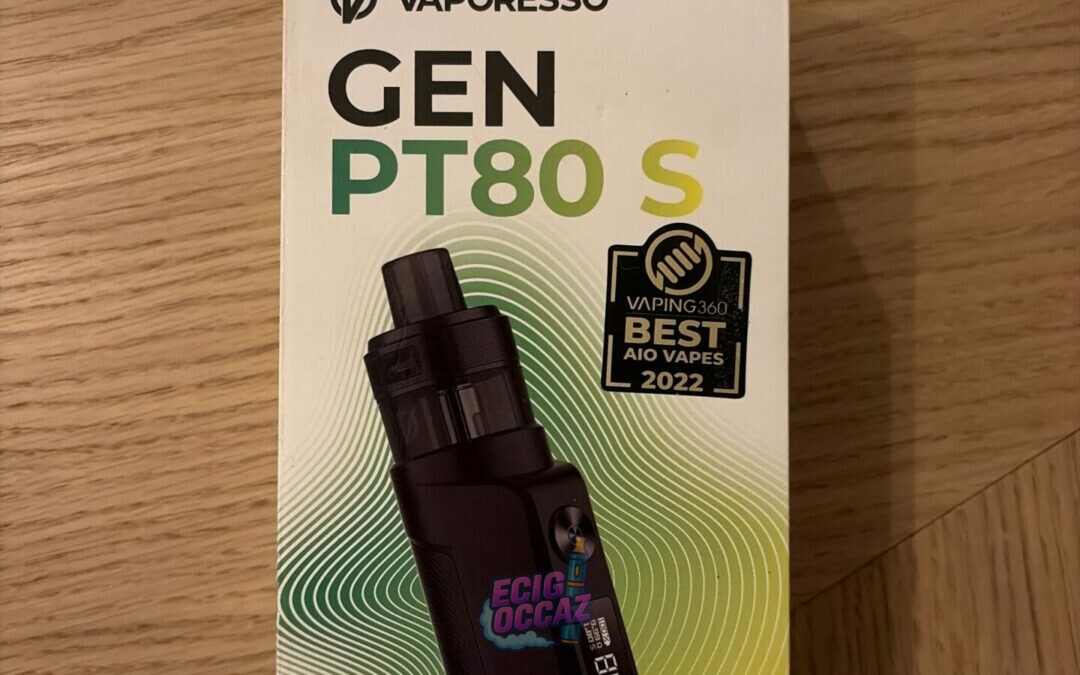 VAPORESSO
GEN
PT80 S
VAPING360
BEST
AIO VAPES
2022
ECIG
OCCAZ